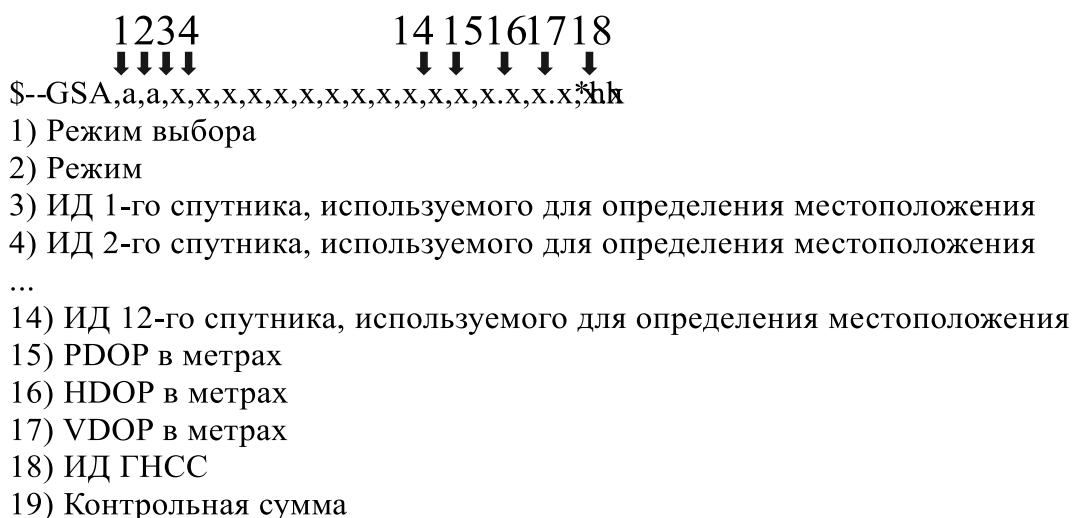 1234 14 15161718
$--GSA,a,a,x,x,x,x,x,x,x,x,x,x,x,x,x.x,x.x,
1) Режим выбора
2) Режим
3) ИД 1-го спутника, используемого для определения местоположения
4) ИД 2-го спутника, используемого для определения местоположения
...
14) ИД 12-го спутника, используемого для определения местоположения
15) PDOP в метрах
16) HDOP в метрах
17) VDOP в метрах
18) ИД ГНСС
19) Контрольная сумма